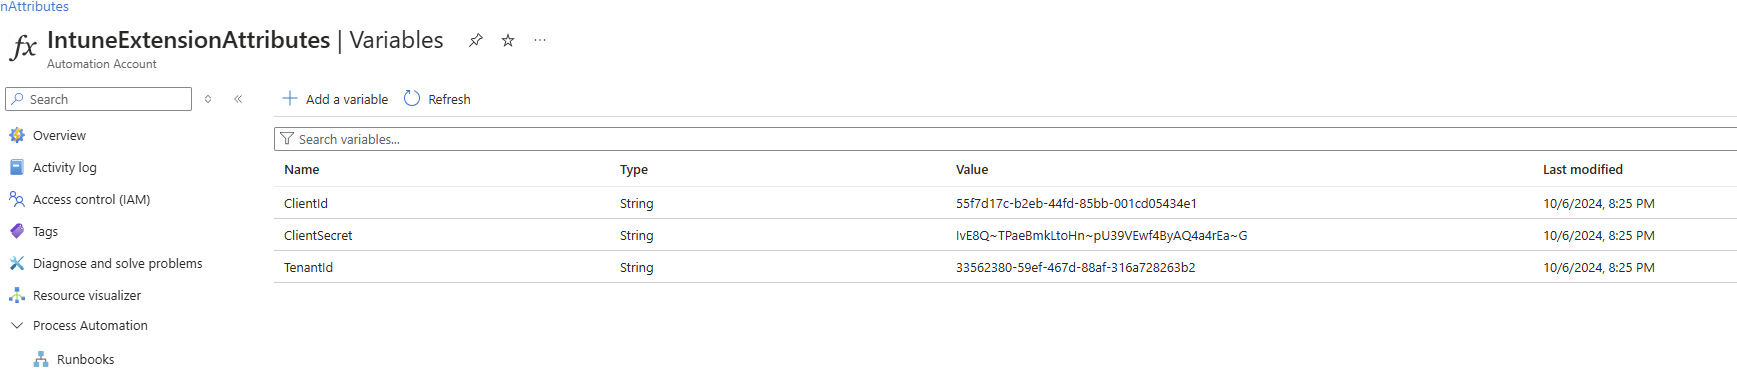 nAttributes
IntuneExtensionAttributes | Variables
Automation Account
Search
Add a variable
Refresh
Overview
Activity log
Access control (IAM)
Tags
Diagnose and solve problems
Resource visualizer
Process Automation
Runbooks
Search variables...
Name Type Value Last modified
ClientId String 55f7d17c-b2eb-44fd-85bb-001cd05434e1 10/6/2024, 8:25 PM
ClientSecret String IvE8Q~TPaeBmkLtoHn~pU39VEwf4ByAQ4a4rEa~G 10/6/2024, 8:25 PM
TenantId String 33562380-59ef-467d-88af-316a728263b2 10/6/2024, 8:25 PM